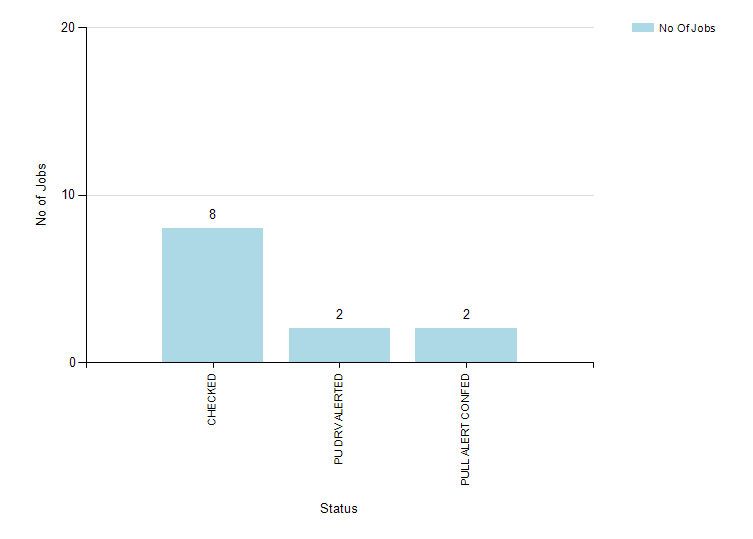 20
No Of Jobs
No of Jobs
10
8
2
2
0
CHECKED
PU DRV ALERTED
PULL ALERT CONFED
Status